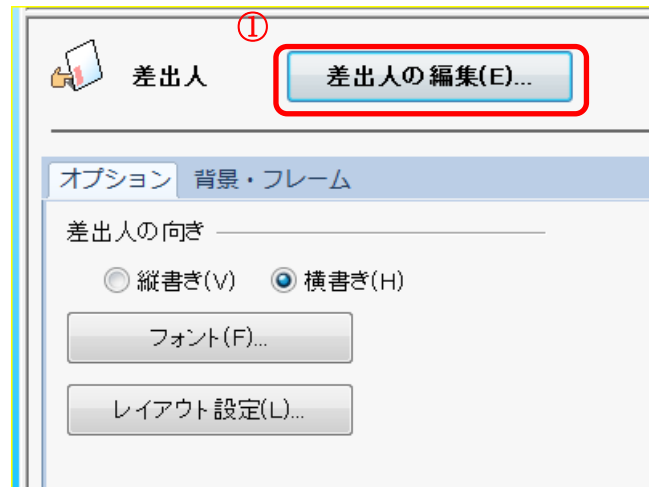 ①
差出人 差出人の編集(E)...
オプション 背景・フレーム
差出人の向き
縦書き(V) 横書き(H)
フォント(F)...
レイアウト設定(L)...